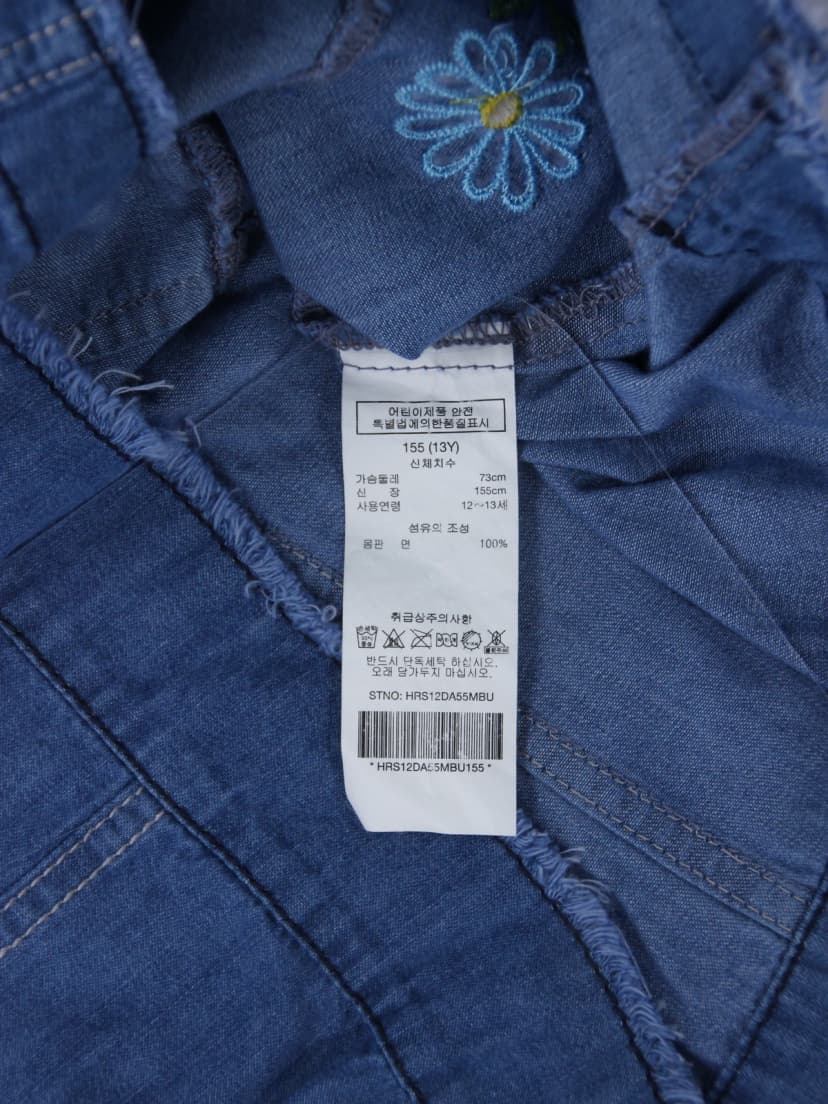 어린이제품 안전
특별법에의한품질표시
155 (13Y)
신체치수
가슴둘레 73cm
신 장 155cm
사용연령 12~13세
섬유의 조성
몸판 면 100%
취급상주의사항
반드시 단독세탁 하십시오.
오래 담가두지 마십시오.
STNO: HRS12DA55MBU
* HRS12DA55MBU155 *